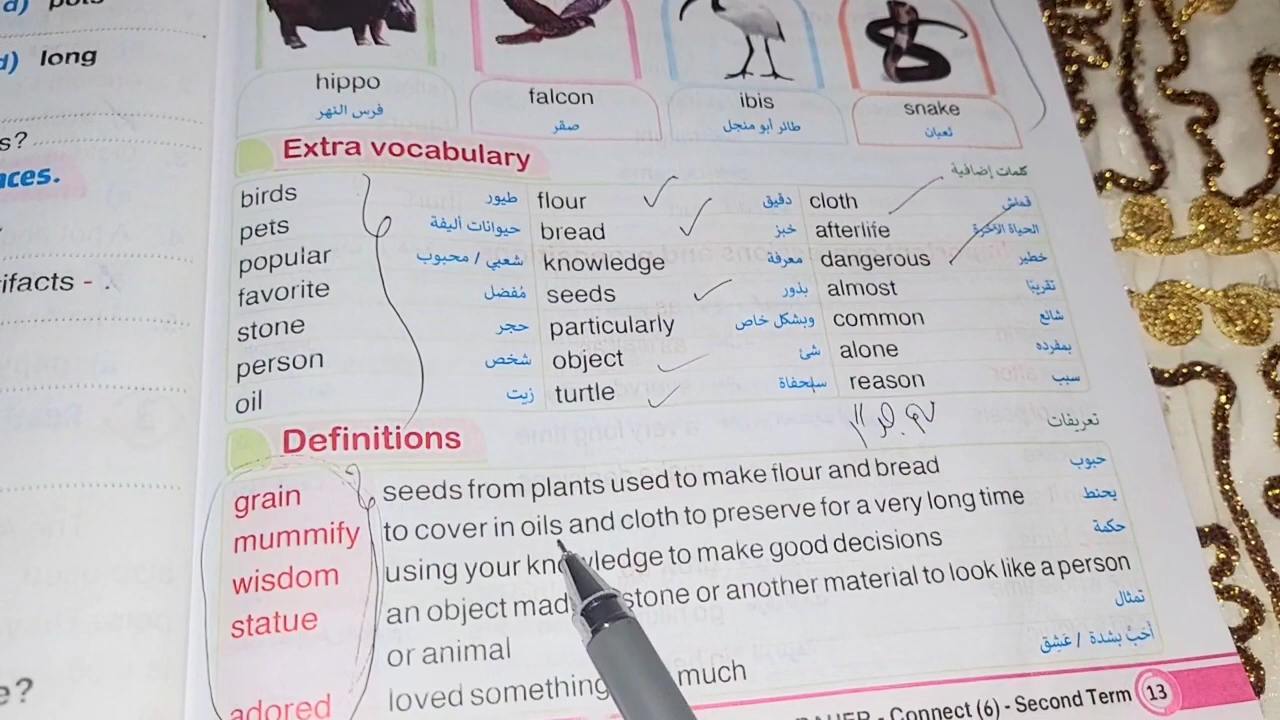 long
s?
ces.
ifacts - .
e?
hippo
فرس النهر
falcon
صقر
ibis
طائر أبو منجل
snake
ثعبان
Extra vocabulary
كلمات إضافية
birds طيور flour دقيق cloth قماش
pets حيوانات أليفة bread خبز afterlife الحياة الآخرة
popular شعبي / محبوب knowledge معرفة dangerous خطير
favorite مُفضل seeds بذور almost تقريبًا
stone حجر particularly وبشكل خاص common شائع
person شخص object شئ alone بمفرده
oil زيت turtle سلحفاة reason سبب
Definitions
تعريفات
grain seeds from plants used to make flour and bread حبوب
mummify to cover in oils and cloth to preserve for a very long time يحنط
wisdom using your knowledge to make good decisions حكمة
statue an object mad stone or another material to look like a person
or animal تمثال
adored loved something much أحبّ بشدة / عَشِق
Connect (6) - Second Term 13